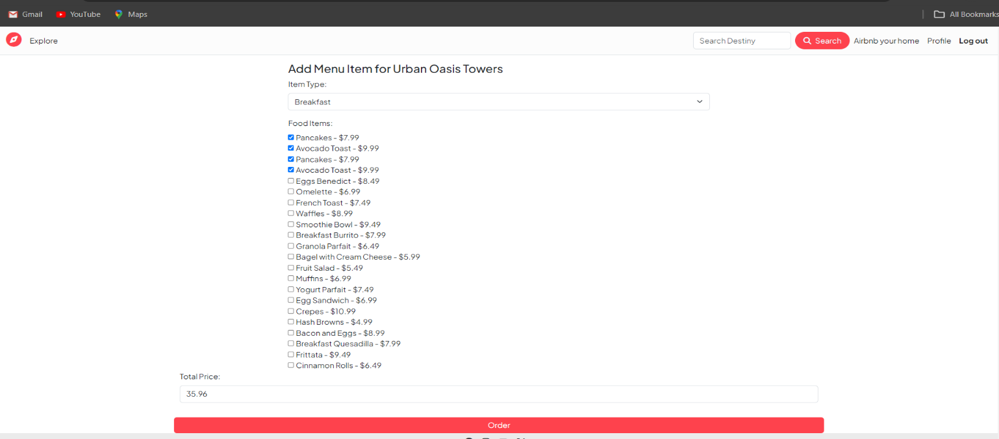 Gmail YouTube Maps All Bookmarks
Explore Search Destiny Search Airbnb your home Profile Log out
Add Menu Item for Urban Oasis Towers
Item Type:
Breakfast
Food Items:
Pancakes - $7.99
Avocado Toast - $9.99
Pancakes - $7.99
Avocado Toast - $9.99
Eggs Benedict - $8.49
Omelette - $6.99
French Toast - $7.49
Waffles - $8.99
Smoothie Bowl - $9.49
Breakfast Burrito - $7.99
Granola Parfait - $6.49
Bagel with Cream Cheese - $5.99
Fruit Salad - $5.49
Muffins - $6.99
Yogurt Parfait - $7.49
Egg Sandwich - $6.99
Crepes - $10.99
Hash Browns - $4.99
Bacon and Eggs - $8.99
Breakfast Quesadilla - $7.99
Frittata - $9.49
Cinnamon Rolls - $6.49
Total Price:
35.96
Order